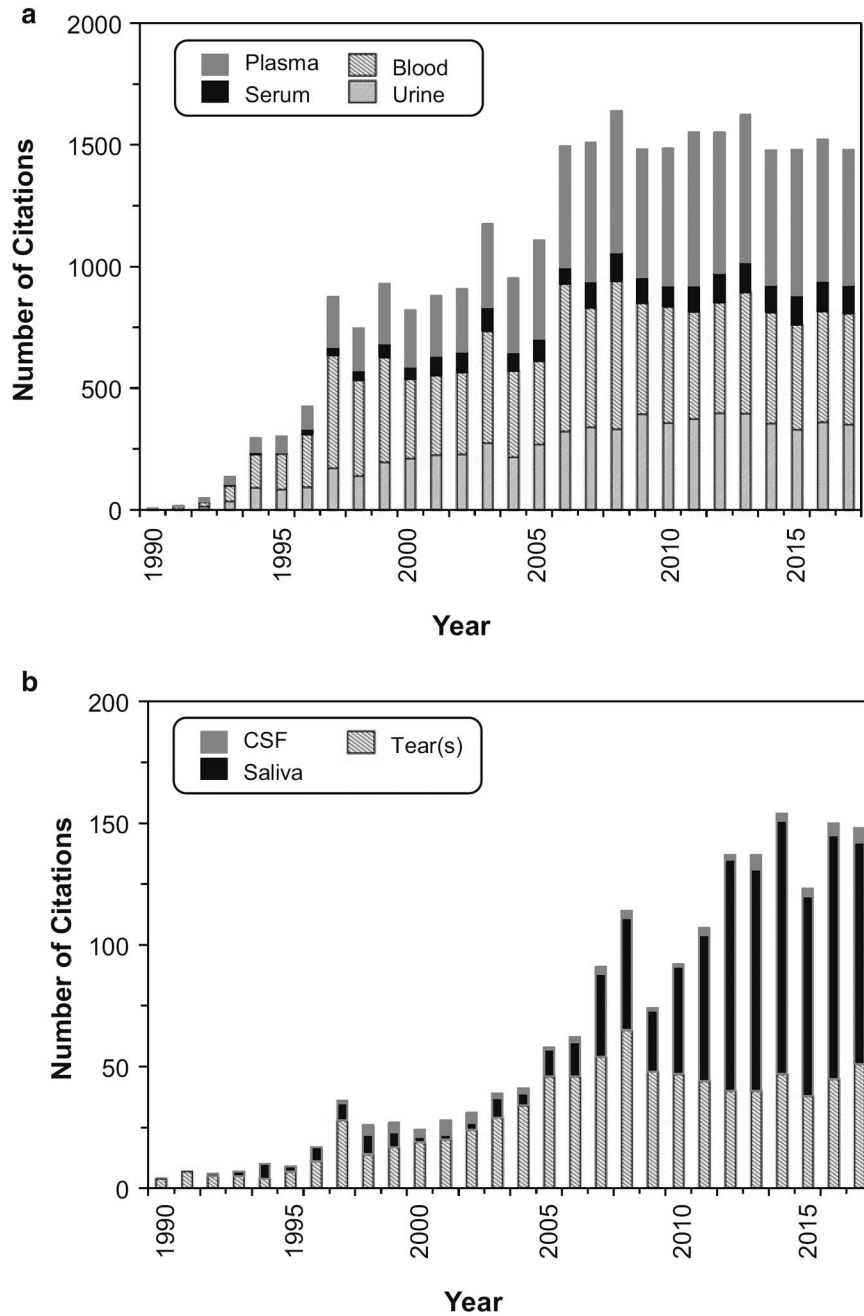 a
2000
1500
1000
500
0
Number of Citations
Plasma
Blood
Serum
Urine
1990
1995
2000
2005
2010
2015
Year
b
200
150
100
50
0
Number of Citations
CSF
Tear(s)
Saliva
1990
1995
2000
2005
2010
2015
Year